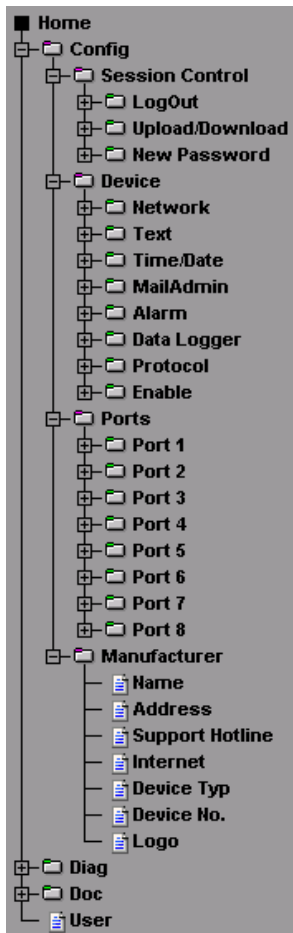 Home
Config
Session Control
LogOut
Upload/Download
New Password
Device
Network
Text
Time/Date
MailAdmin
Alarm
Data Logger
Protocol
Enable
Ports
Port 1
Port 2
Port 3
Port 4
Port 5
Port 6
Port 7
Port 8
Manufacturer
Name
Address
Support Hotline
Internet
Device Typ
Device No.
Logo
Diag
Doc
User